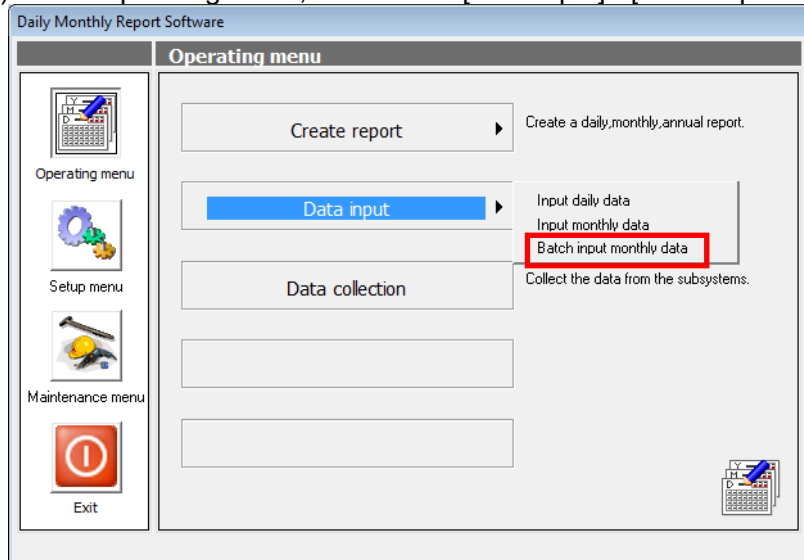 Daily Monthly Report Software
Operating menu
Operating menu
Setup menu
Maintenance menu
Exit
Create report
Create a daily,monthly,annual report.
Data input
Input daily data
Input monthly data
Batch input monthly data
Data collection
Collect the data from the subsystems.